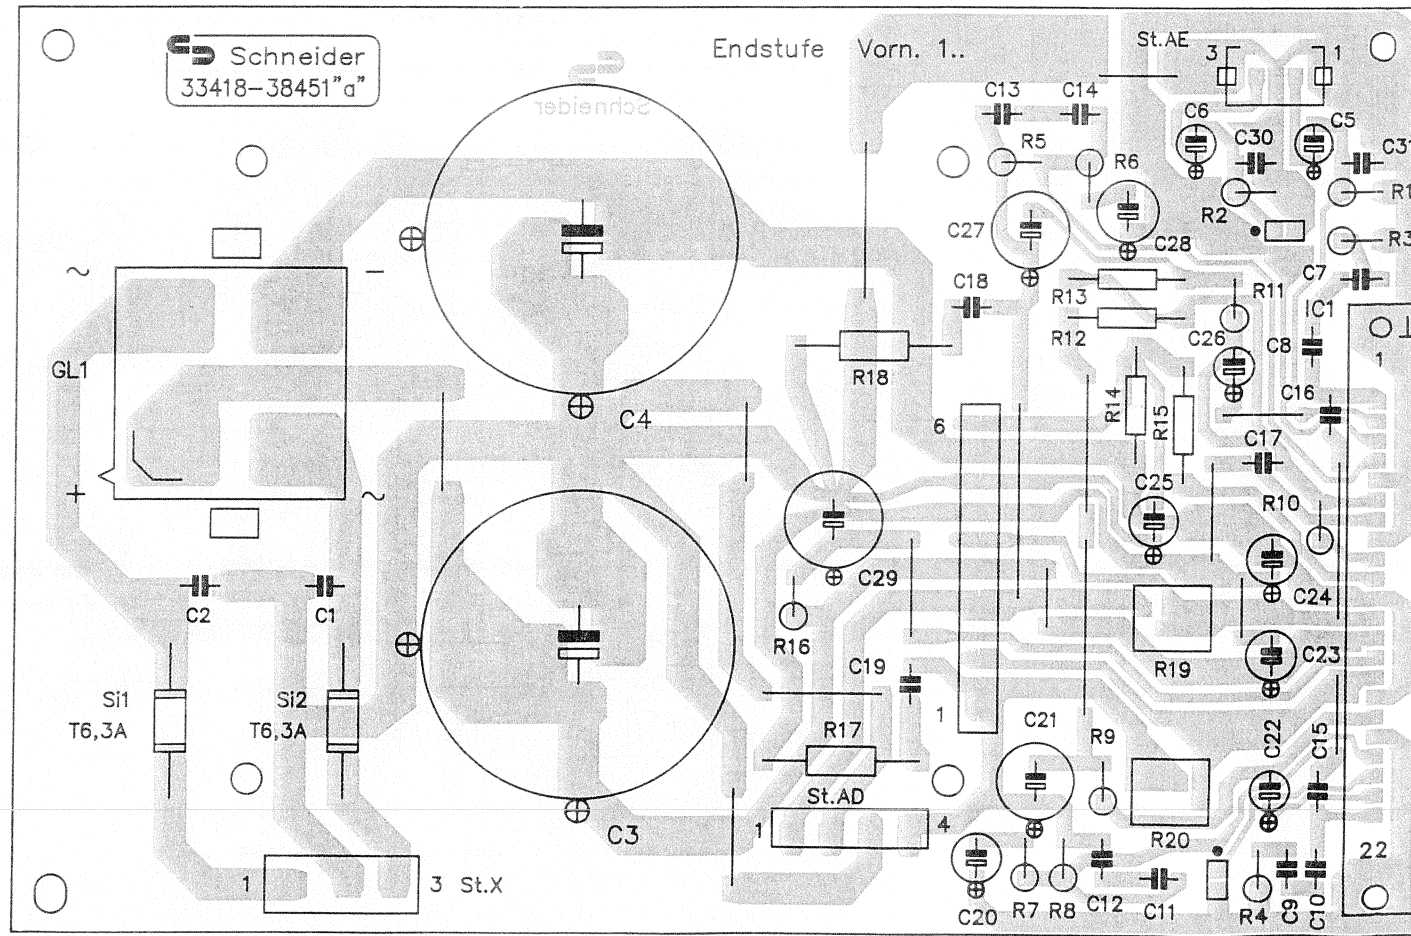 Schneider
33418-38451"a"
Schneider
Endstufe Vorn. 1..
St.AE
3 1
C13 C14
C6 C5
C30 C31
R5 R6
R2 R1
C27 C28
R3
~ −
C18 C7
R13 R11
IC1
R12 C26 C8
1
GL1
R18
C16
C4
6
R14 R15
C17
+ ~
C25
R10
C29
C24
C2 C1
R16
R19 C23
C19
Si1 Si2
T6,3A T6,3A
1
R17
C21 R9
C22 C15
St.AD
1 4
C3
R20
22
1 3 St.X
C20 R7 R8 C12 C11 R4 C9 C10